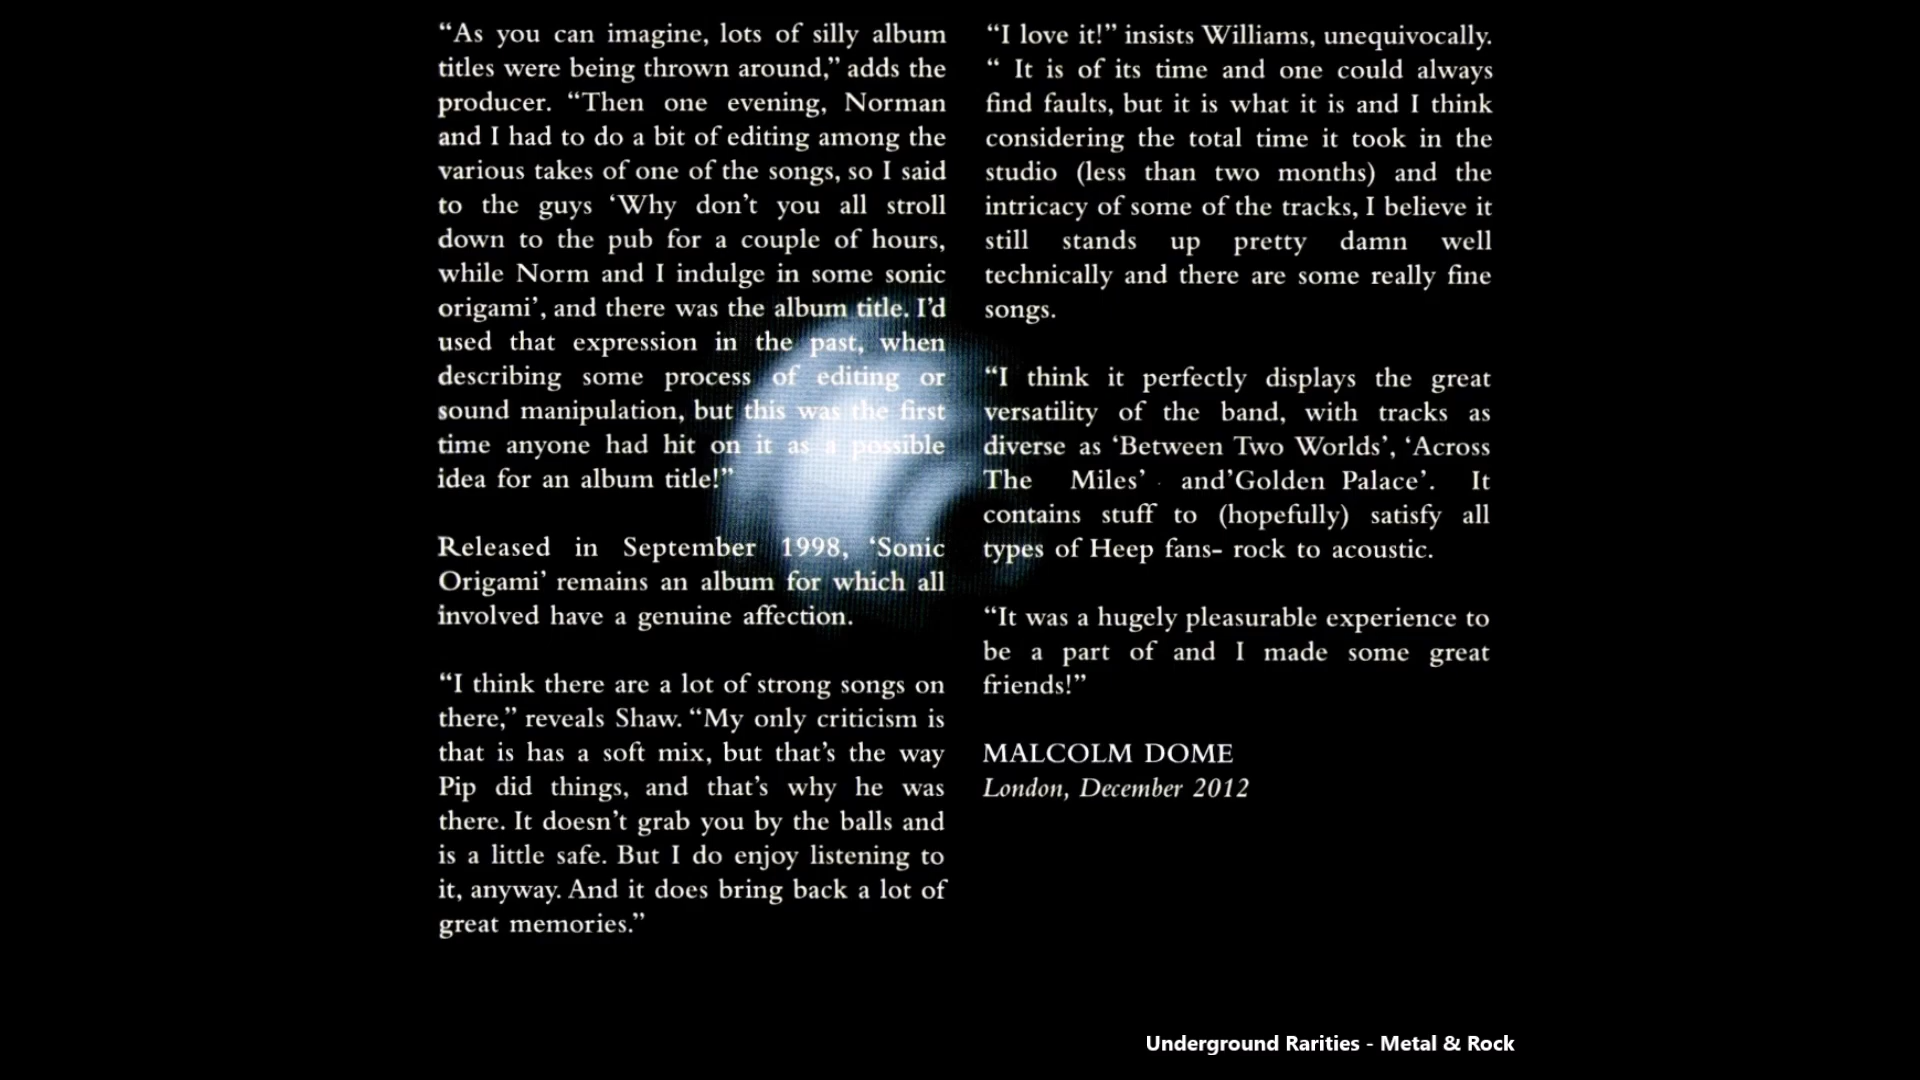 “As you can imagine, lots of silly album
titles were being thrown around,” adds the
producer. “Then one evening, Norman
and I had to do a bit of editing among the
various takes of one of the songs, so I said
to the guys ‘Why don’t you all stroll
down to the pub for a couple of hours,
while Norm and I indulge in some sonic
origami’, and there was the album title. I’d
used that expression in the past, when
describing some process of editing or
sound manipulation, but this was the first
time anyone had hit on it as a possible
idea for an album title!”
Released in September 1998, ‘Sonic
Origami’ remains an album for which all
involved have a genuine affection.
“I think there are a lot of strong songs on
there,” reveals Shaw. “My only criticism is
that is has a soft mix, but that’s the way
Pip did things, and that’s why he was
there. It doesn’t grab you by the balls and
is a little safe. But I do enjoy listening to
it, anyway. And it does bring back a lot of
great memories.”
“I love it!” insists Williams, unequivocally.
“ It is of its time and one could always
find faults, but it is what it is and I think
considering the total time it took in the
studio (less than two months) and the
intricacy of some of the tracks, I believe it
still stands up pretty damn well
technically and there are some really fine
songs.
“I think it perfectly displays the great
versatility of the band, with tracks as
diverse as ‘Between Two Worlds’, ‘Across
The Miles’ and’Golden Palace’. It
contains stuff to (hopefully) satisfy all
types of Heep fans- rock to acoustic.
“It was a hugely pleasurable experience to
be a part of and I made some great
friends!”
MALCOLM DOME
London, December 2012
Underground Rarities - Metal & Rock